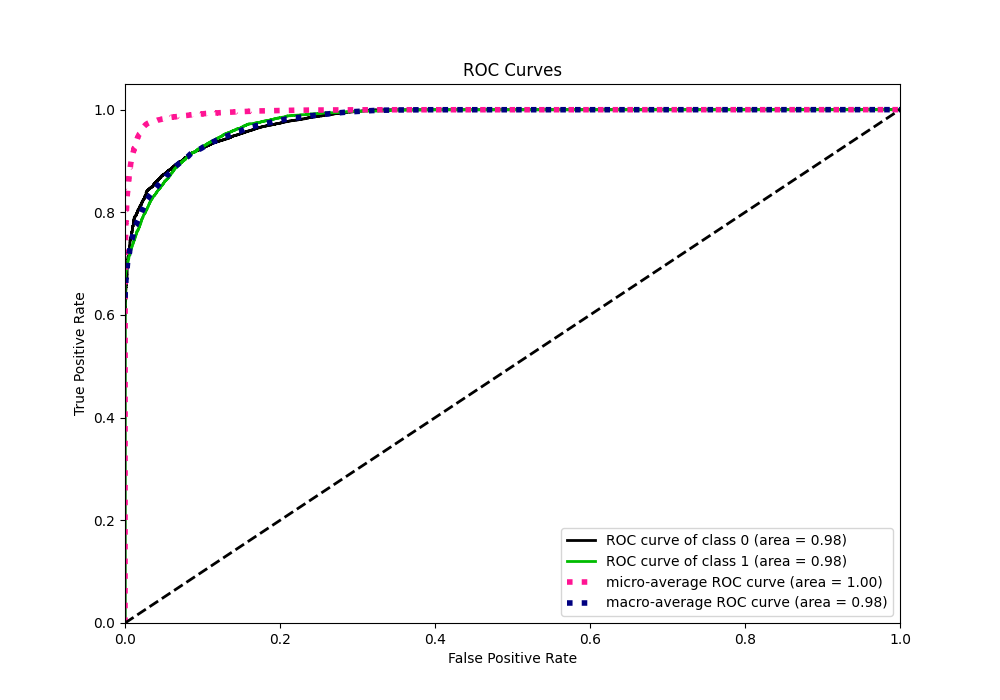 ROC Curves
True Positive Rate
1.0
0.8
0.6
0.4
0.2
0.0
0.0 0.2 0.4 0.6 0.8 1.0
False Positive Rate
ROC curve of class 0 (area = 0.98)
ROC curve of class 1 (area = 0.98)
micro-average ROC curve (area = 1.00)
macro-average ROC curve (area = 0.98)